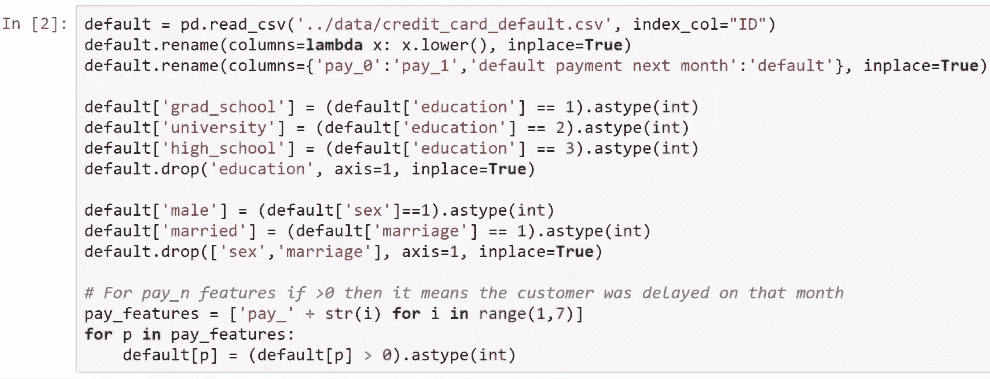 In [2]: default = pd.read_csv('../data/credit_card_default.csv', index_col="ID")
default.rename(columns=lambda x: x.lower(), inplace=True)
default.rename(columns={'pay_0':'pay_1','default payment next month':'default'}, inplace=True)

default['grad_school'] = (default['education'] == 1).astype(int)
default['university'] = (default['education'] == 2).astype(int)
default['high_school'] = (default['education'] == 3).astype(int)
default.drop('education', axis=1, inplace=True)

default['male'] = (default['sex']==1).astype(int)
default['married'] = (default['marriage'] == 1).astype(int)
default.drop(['sex','marriage'], axis=1, inplace=True)

# For pay_n features if >0 then it means the customer was delayed on that month
pay_features = ['pay_' + str(i) for i in range(1,7)]
for p in pay_features:
    default[p] = (default[p] > 0).astype(int)